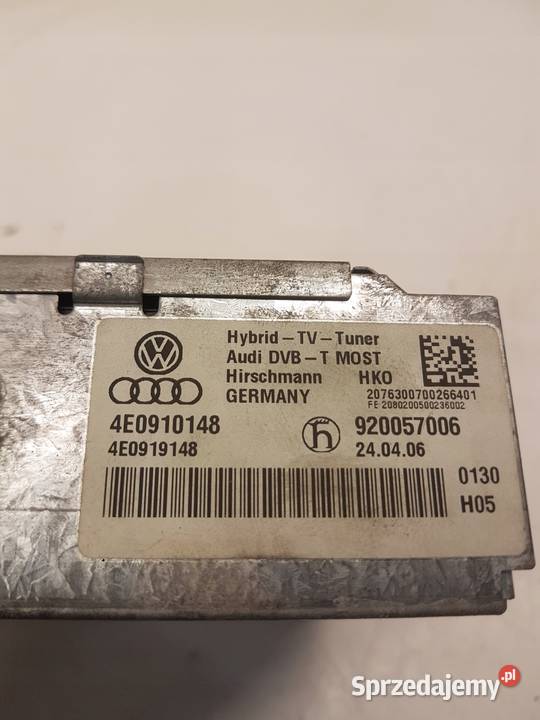 Hybrid-TV-Tuner
Audi DVB-T MOST
Hirschmann HKO
GERMANY
2076300700266401
FE 2080200500236002
4E0910148
920057006
4E0919148
24.04.06
0130
H05
Sprzedajemy.pl